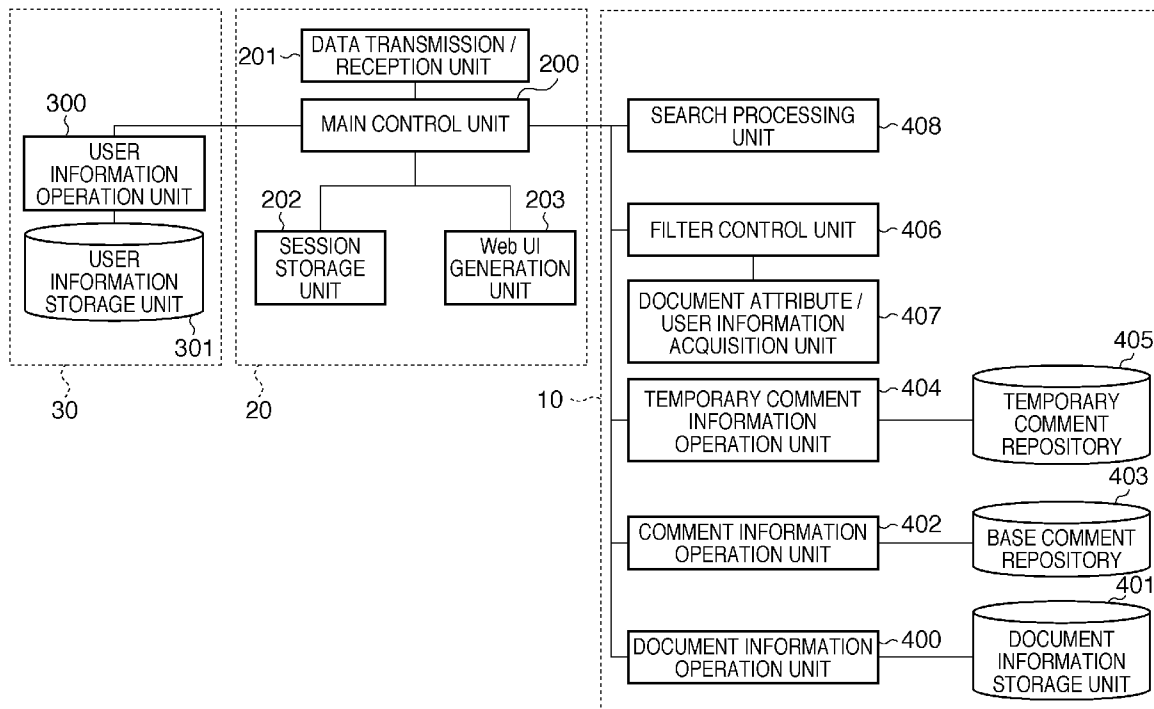 201
DATA TRANSMISSION /
RECEPTION UNIT
200
MAIN CONTROL UNIT
300
USER
INFORMATION
OPERATION UNIT
USER
INFORMATION
STORAGE UNIT
301
30
202
SESSION
STORAGE
UNIT
203
Web UI
GENERATION
UNIT
20
10
SEARCH PROCESSING
UNIT
408
FILTER CONTROL UNIT
406
DOCUMENT ATTRIBUTE /
USER INFORMATION
ACQUISITION UNIT
407
TEMPORARY COMMENT
INFORMATION
OPERATION UNIT
404
405
TEMPORARY
COMMENT
REPOSITORY
COMMENT INFORMATION
OPERATION UNIT
402
403
BASE COMMENT
REPOSITORY
DOCUMENT INFORMATION
OPERATION UNIT
400
401
DOCUMENT
INFORMATION
STORAGE UNIT